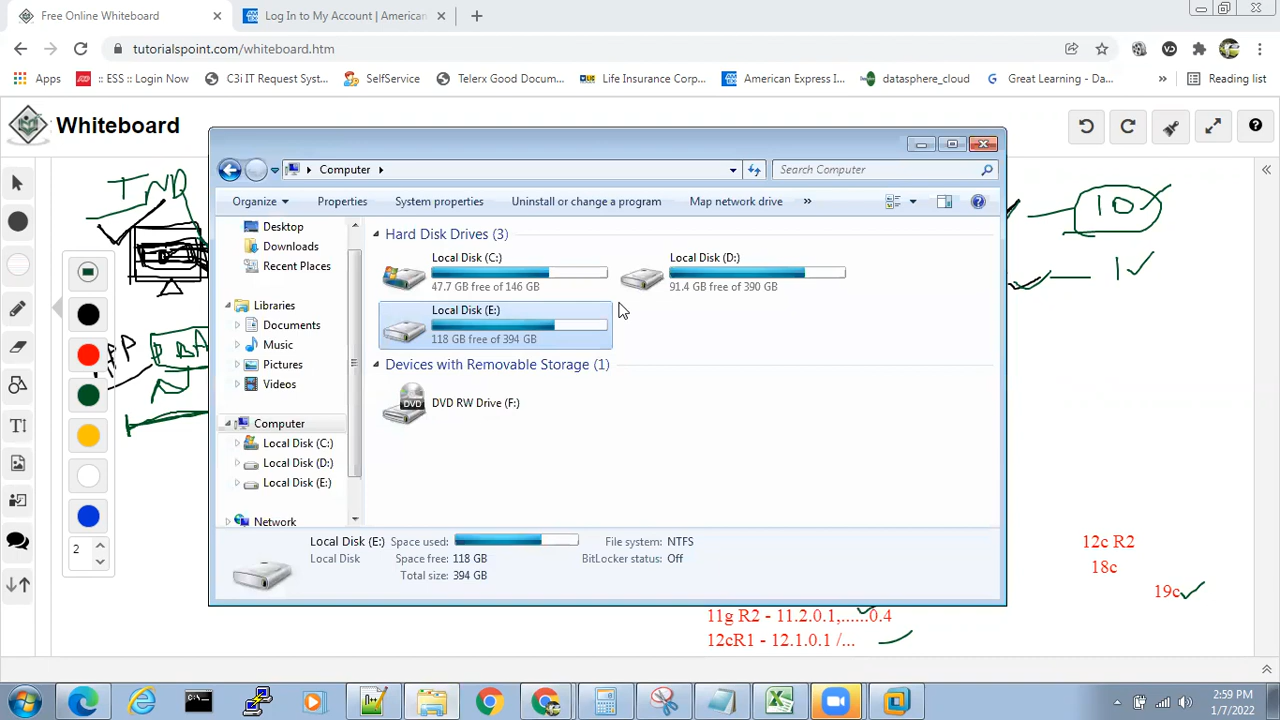 Free Online Whiteboard
Log In to My Account | American
tutorialspoint.com/whiteboard.htm
Apps
:: ESS :: Login Now
C3i IT Request Syst...
SelfService
Telerx Good Docum...
Life Insurance Corp...
American Express I...
datasphere_cloud
Great Learning - Da...
»
Reading list
Whiteboard
Computer
Search Computer
Organize
Properties
System properties
Uninstall or change a program
Map network drive
»
Desktop
Downloads
Recent Places
Libraries
Documents
Music
Pictures
Videos
Computer
Local Disk (C:)
Local Disk (D:)
Local Disk (E:)
Network
Hard Disk Drives (3)
Local Disk (C:)
47.7 GB free of 146 GB
Local Disk (D:)
91.4 GB free of 390 GB
Local Disk (E:)
118 GB free of 394 GB
Devices with Removable Storage (1)
DVD
DVD RW Drive (F:)
Local Disk (E:) Space used: File system: NTFS
Local Disk Space free: 118 GB BitLocker status: Off
Total size: 394 GB
10
1
2
12c R2
18c
19c
11g R2 - 11.2.0.1,......0.4
12cR1 - 12.1.0.1 /...
2:59 PM
1/7/2022